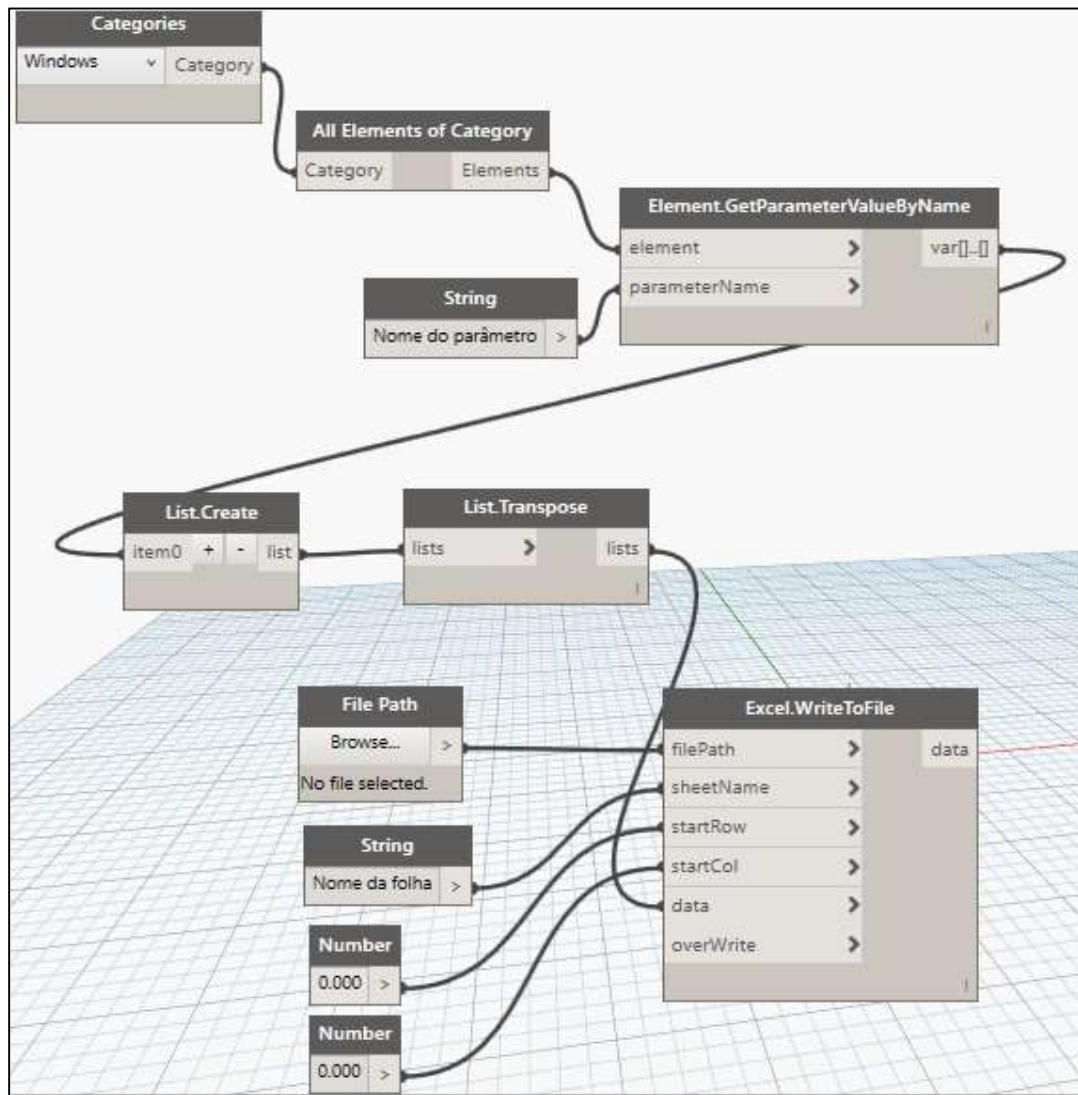 Categories
Windows Category
All Elements of Category
Category Elements
Element.GetParameterValueByName
element > var[]..[]
parameterName >
String
Nome do parâmetro >
List.Create
item0 + - list
List.Transpose
lists > lists
File Path
Browse... >
No file selected.
Excel.WriteToFile
filePath > data
sheetName >
startRow >
startCol >
data >
overWrite >
String
Nome da folha >
Number
0.000 >
Number
0.000 >